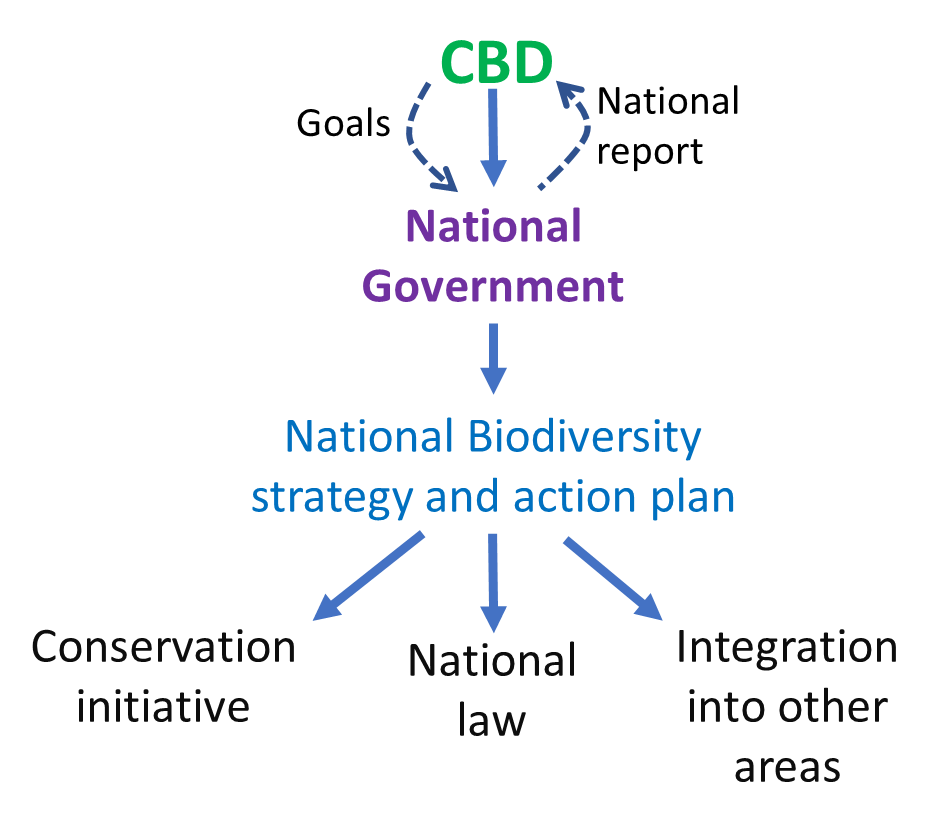 CBD
Goals
National
report
National
Government
National Biodiversity
strategy and action plan
Conservation
initiative
National
law
Integration
into other
areas